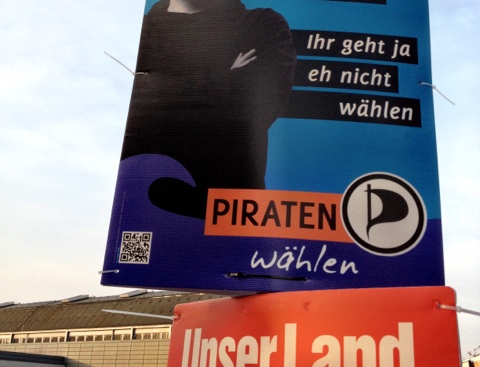 Ihr geht ja
eh nicht
wählen
PIRATEN
wählen
Unser Land